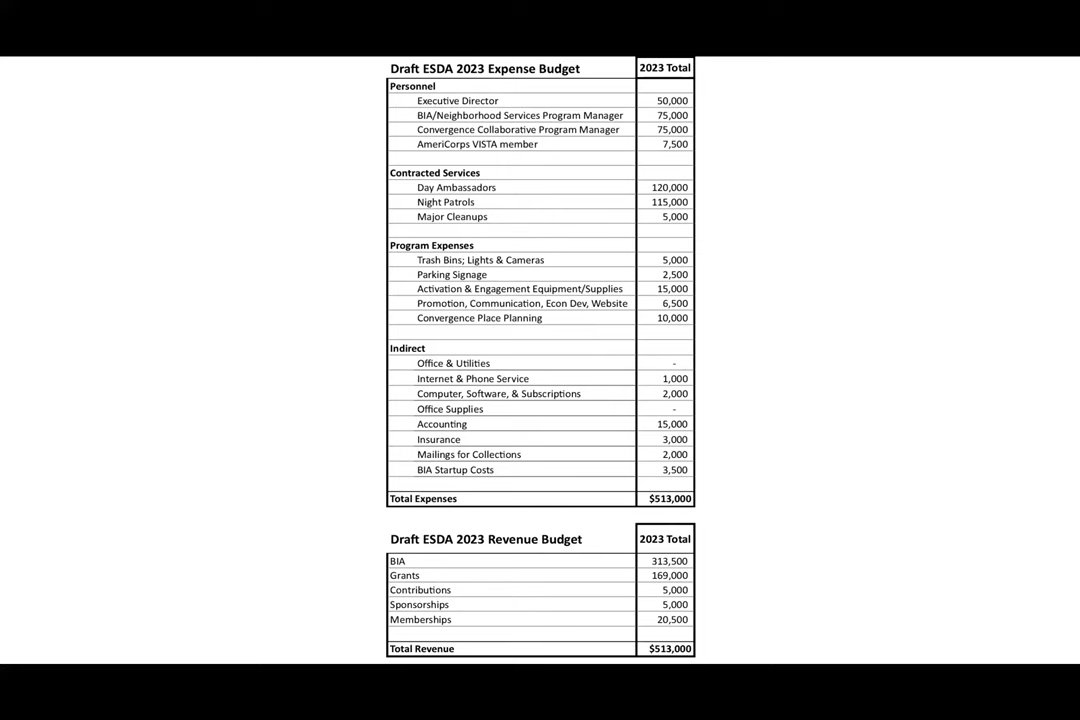 Draft ESDA 2023 Expense Budget 2023 Total
Personnel
Executive Director 50,000
BIA/Neighborhood Services Program Manager 75,000
Convergence Collaborative Program Manager 75,000
AmeriCorps VISTA member 7,500
Contracted Services
Day Ambassadors 120,000
Night Patrols 115,000
Major Cleanups 5,000
Program Expenses
Trash Bins; Lights & Cameras 5,000
Parking Signage 2,500
Activation & Engagement Equipment/Supplies 15,000
Promotion, Communication, Econ Dev, Website 6,500
Convergence Place Planning 10,000
Indirect
Office & Utilities -
Internet & Phone Service 1,000
Computer, Software, & Subscriptions 2,000
Office Supplies -
Accounting 15,000
Insurance 3,000
Mailings for Collections 2,000
BIA Startup Costs 3,500
Total Expenses $513,000
Draft ESDA 2023 Revenue Budget 2023 Total
BIA 313,500
Grants 169,000
Contributions 5,000
Sponsorships 5,000
Memberships 20,500
Total Revenue $513,000